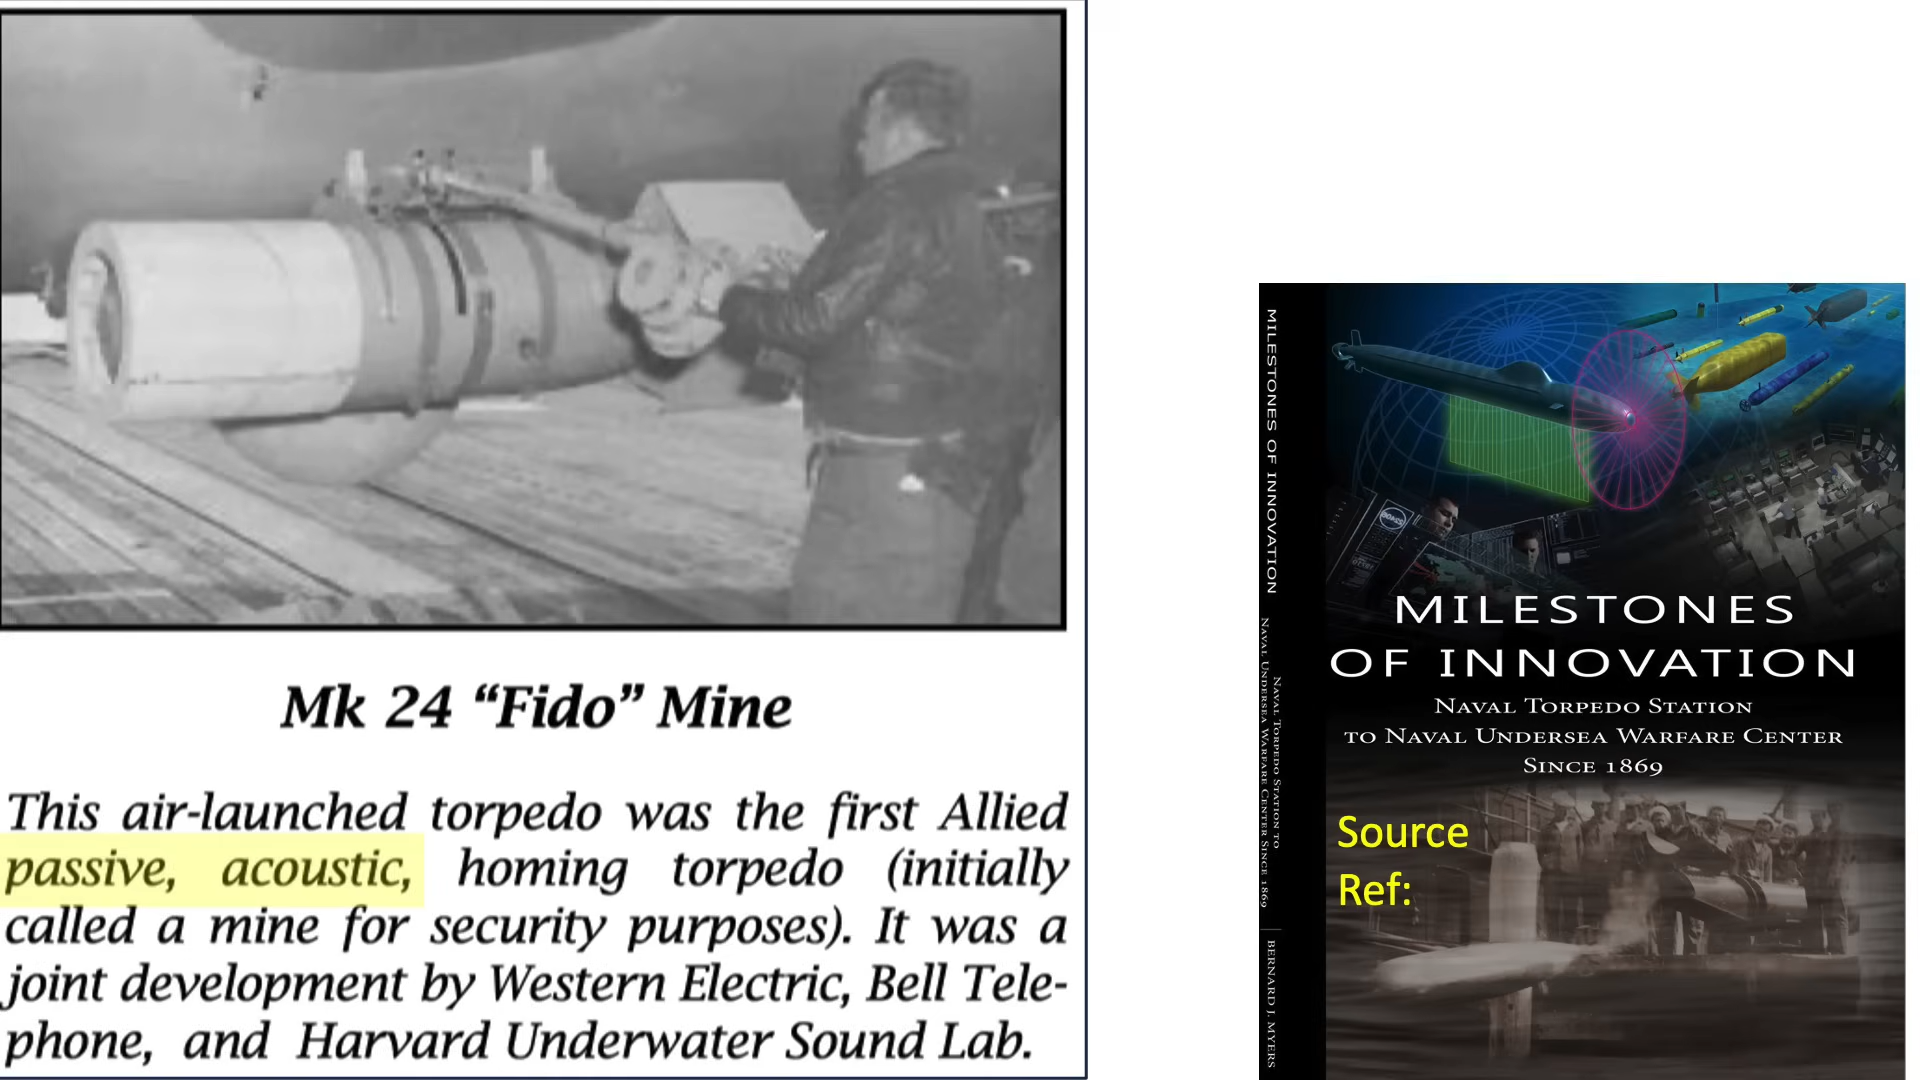 Mk 24 “Fido” Mine
This air-launched torpedo was the first Allied
passive, acoustic, homing torpedo (initially
called a mine for security purposes). It was a
joint development by Western Electric, Bell Tele-
phone, and Harvard Underwater Sound Lab.
MILESTONES OF INNOVATION
NAVAL TORPEDO STATION TO
NAVAL UNDERSEA WARFARE CENTER SINCE 1869
BERNARD J. MYERS
MILESTONES
OF INNOVATION
NAVAL TORPEDO STATION
TO NAVAL UNDERSEA WARFARE CENTER
SINCE 1869
Source
Ref: